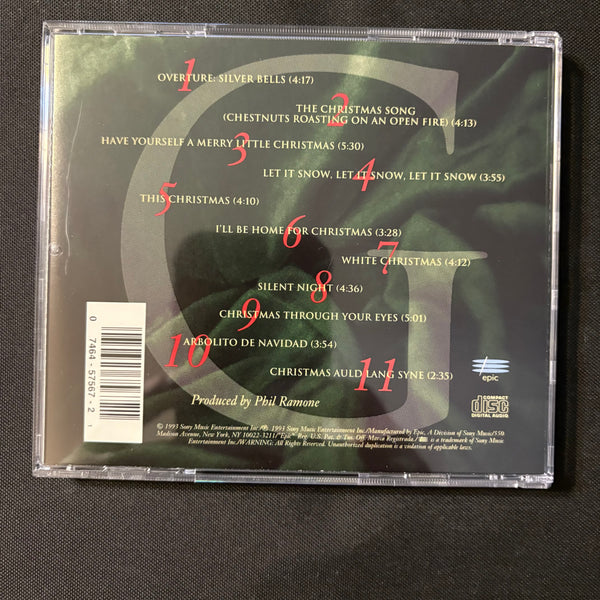 G
1
OVERTURE: SILVER BELLS (4:17)
2
THE CHRISTMAS SONG
(CHESTNUTS ROASTING ON AN OPEN FIRE) (4:13)
3
HAVE YOURSELF A MERRY LITTLE CHRISTMAS (5:30)
4
LET IT SNOW, LET IT SNOW, LET IT SNOW (3:55)
5
THIS CHRISTMAS (4:10)
6
I'LL BE HOME FOR CHRISTMAS (3:28)
7
WHITE CHRISTMAS (4:12)
8
SILENT NIGHT (4:36)
9
CHRISTMAS THROUGH YOUR EYES (5:01)
10
ARBOLITO DE NAVIDAD (3:54)
11
CHRISTMAS AULD LANG SYNE (2:35)
Produced by Phil Ramone
0 7464-57567-2 1
epic
COMPACT
disc
DIGITAL AUDIO
© 1993 Sony Music Entertainment Inc./℗ 1993 Sony Music Entertainment Inc./Manufactured by Epic, A Division of Sony Music/550
Madison Avenue, New York, NY 10022-3211/"Epic" Reg. U.S. Pat. & Tm. Off. Marca Registrada./ is a trademark of Sony Music
Entertainment Inc./WARNING: All Rights Reserved. Unauthorized duplication is a violation of applicable laws.